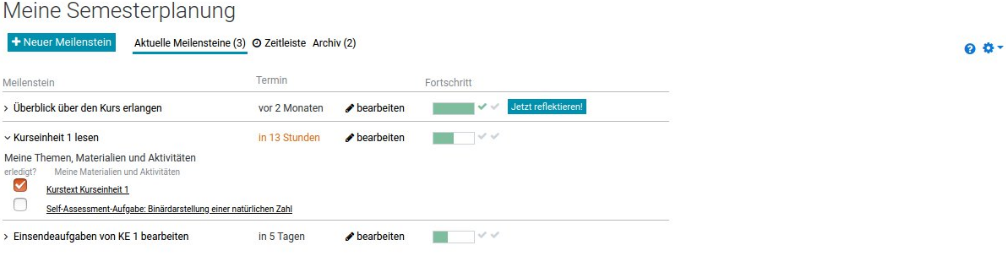 Meine Semesterplanung
+ Neuer Meilenstein Aktuelle Meilensteine (3) Zeitleiste Archiv (2)
Meilenstein Termin Fortschritt
Überblick über den Kurs erlangen vor 2 Monaten bearbeiten Jetzt reflektieren!
Kurseinheit 1 lesen in 13 Stunden bearbeiten
Meine Themen, Materialien und Aktivitäten
erledigt? Meine Materialien und Aktivitäten
Kurstext Kurseinheit 1
Self-Assessment-Aufgabe: Binärdarstellung einer natürlichen Zahl
Einsendeaufgaben von KE 1 bearbeiten in 5 Tagen bearbeiten